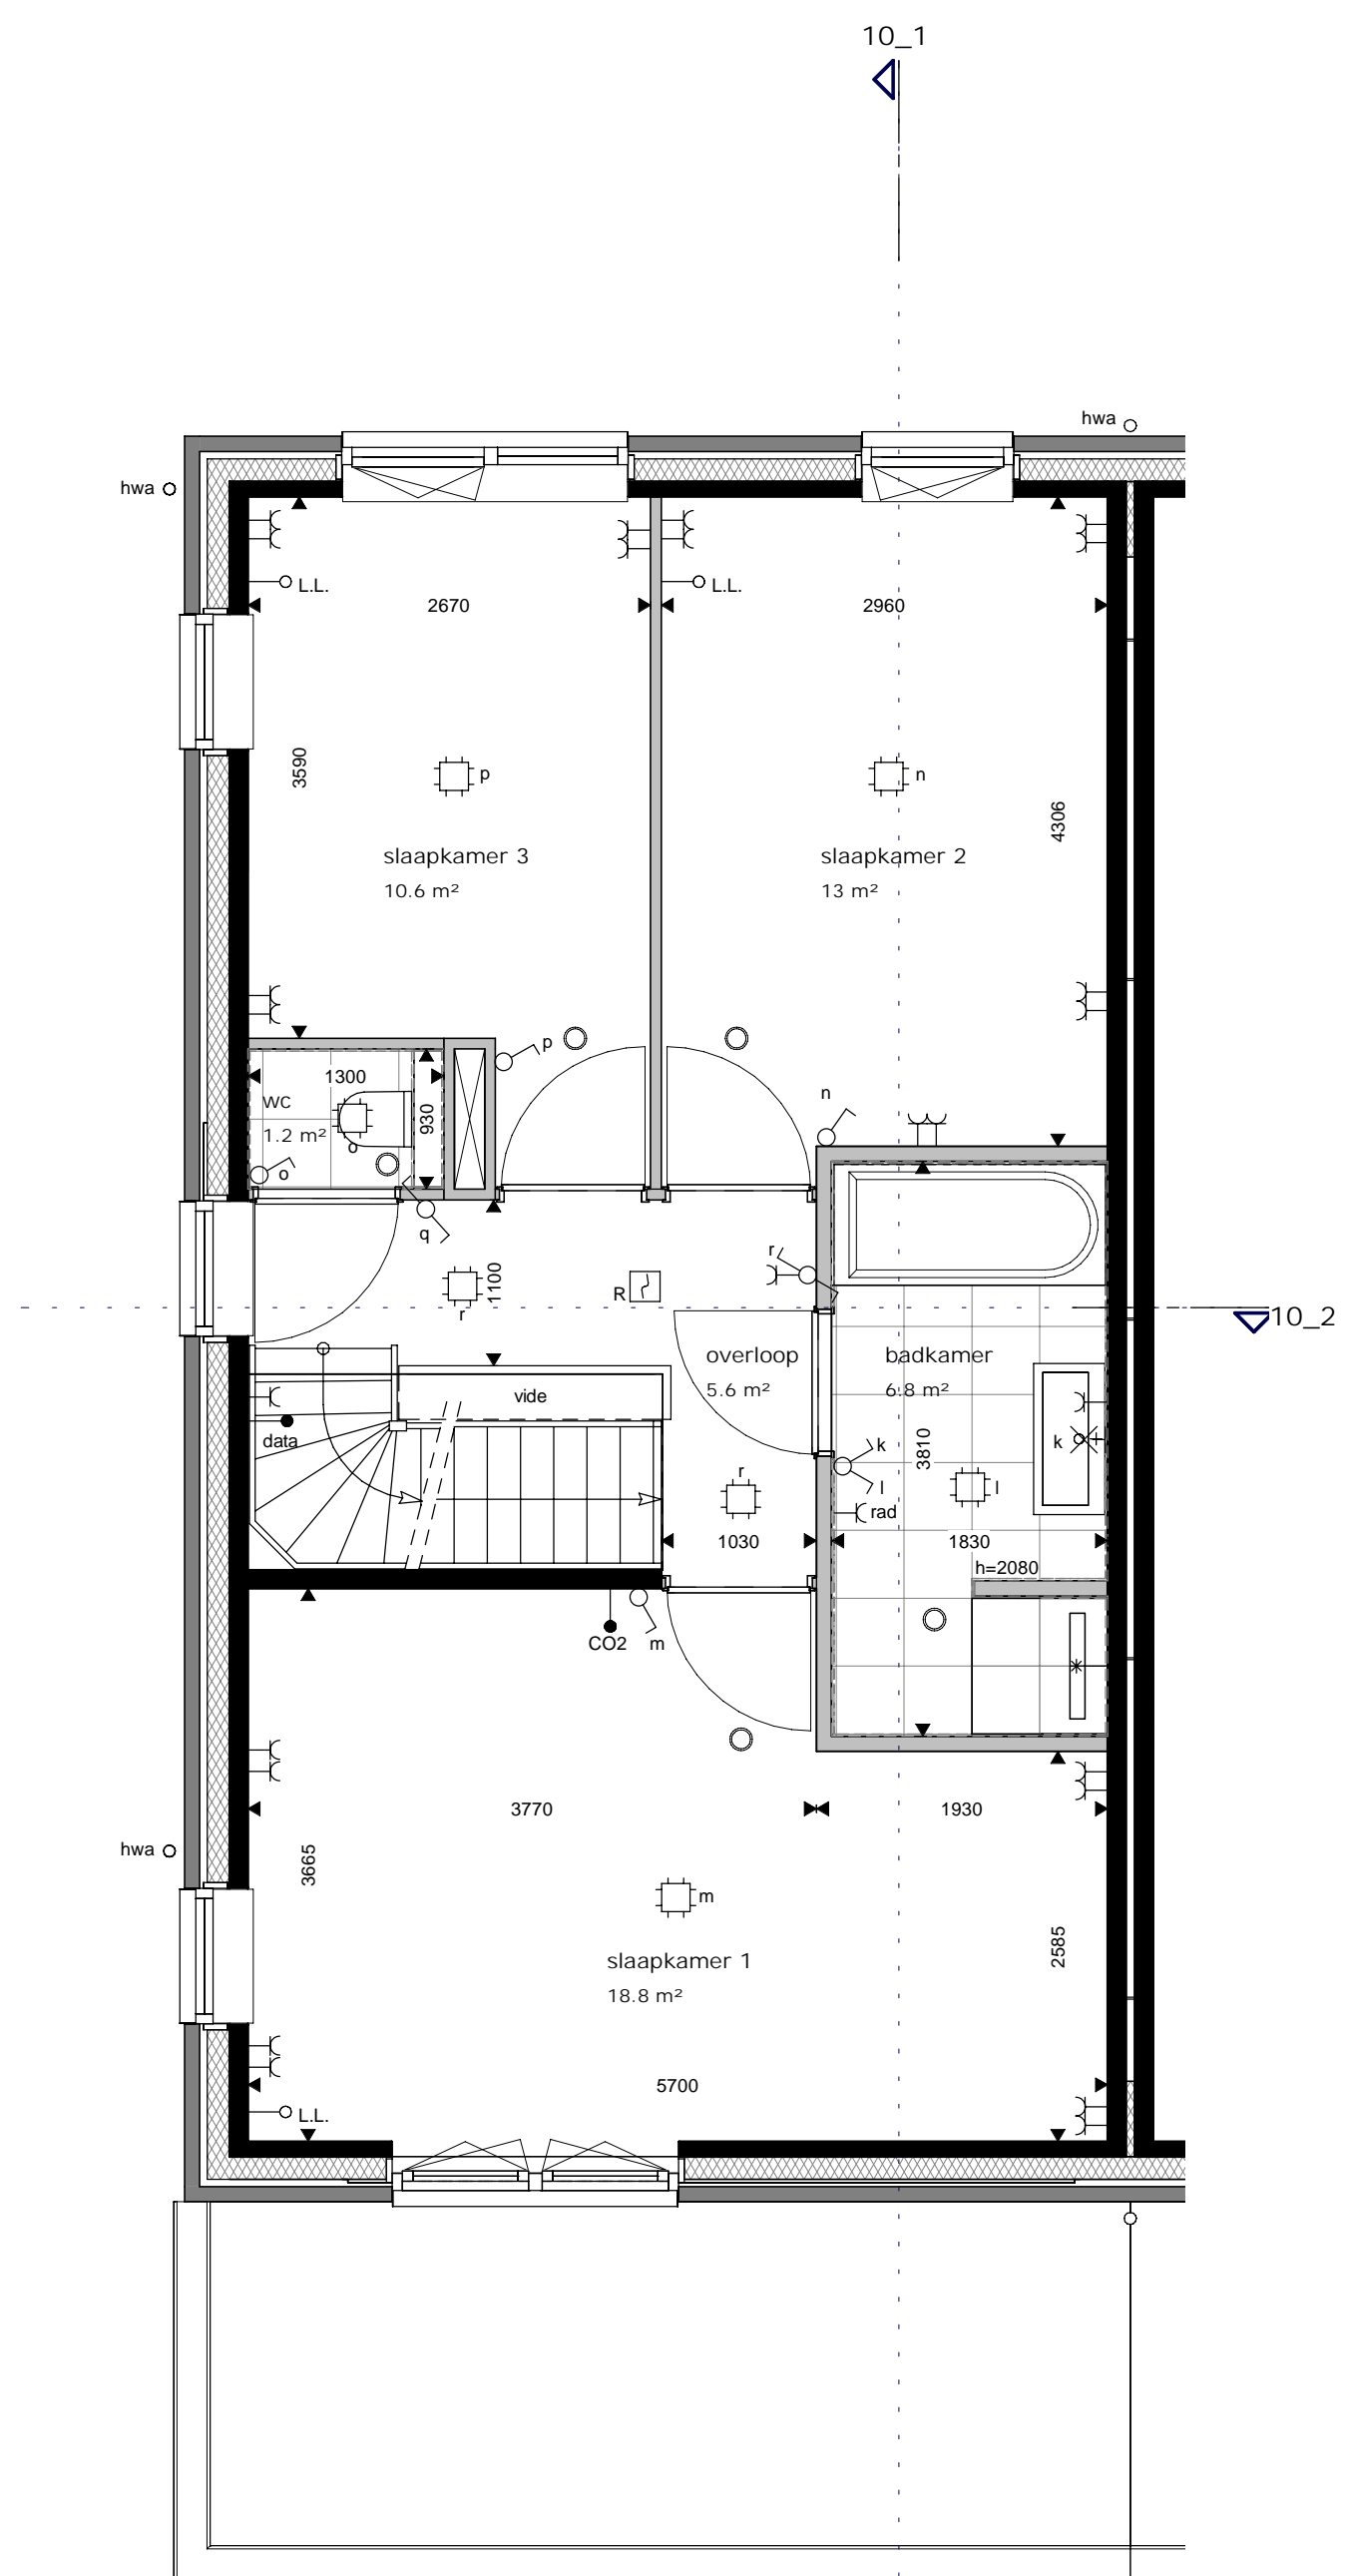 10_1
hwa
hwa
L.L.
L.L.
2670
2960
3590
p
n
4306
slaapkamer 3
10.6 m²
slaapkamer 2
13 m²
p
1300
wc
930
1.2 m²
o
o
n
q
r
1100
r
R
10_2
overloop
5.6 m²
badkamer
6.8 m²
vide
data
k
k
3810
l
l
r
rad
1030
1830
h=2080
CO2
m
3770
1930
hwa
3665
m
2585
slaapkamer 1
18.8 m²
5700
L.L.